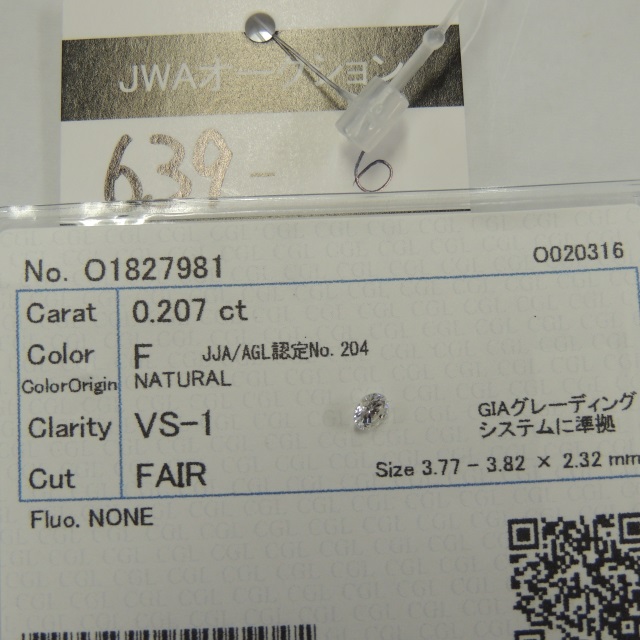 JWAオークション
6.39-
No. O1827981
O020316
Carat 0.207 ct
Color F JJA/AGL認定No. 204
ColorOrigin NATURAL
Clarity VS-1
GIAグレーディング
システムに準拠
Cut FAIR Size 3.77 - 3.82 × 2.32 mm
Fluo. NONE